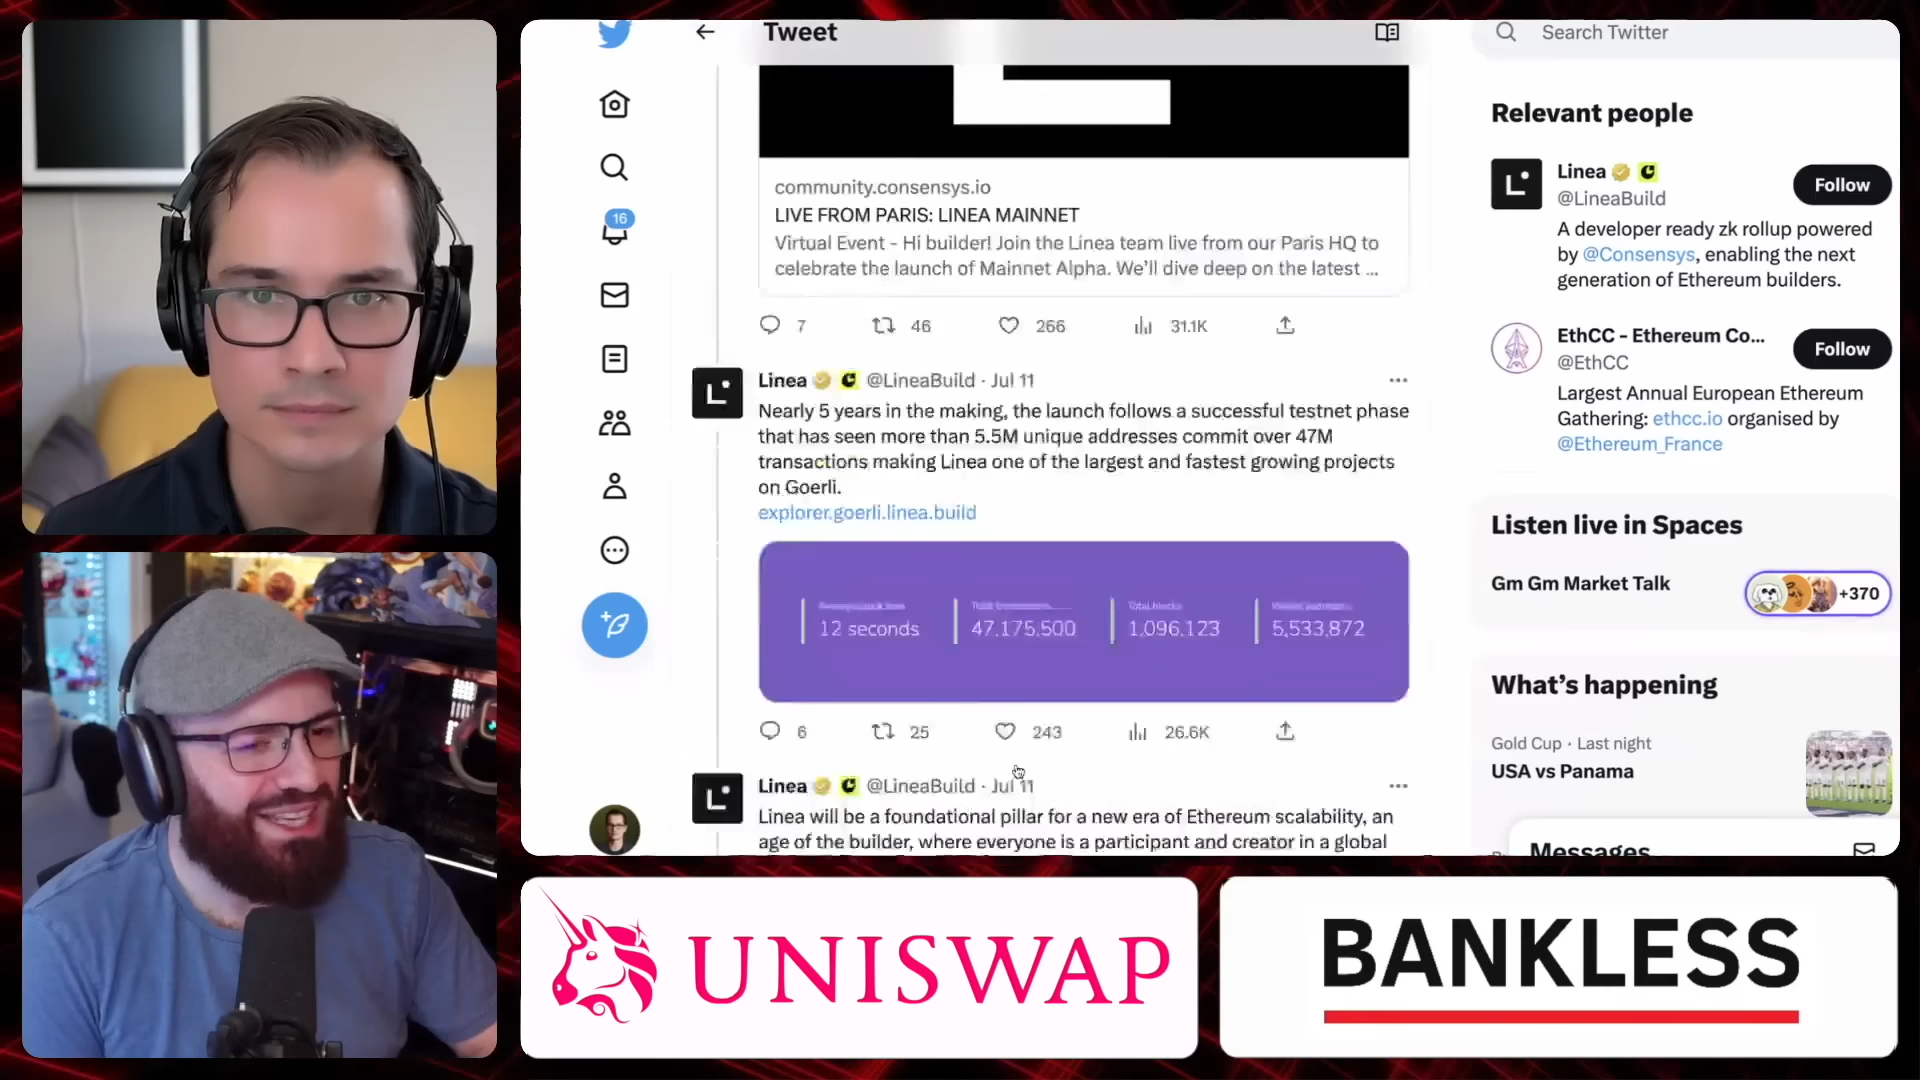 Tweet
community.consensys.io
LIVE FROM PARIS: LINEA MAINNET
Virtual Event - Hi builder! Join the Linea team live from our Paris HQ to
celebrate the launch of Mainnet Alpha. We'll dive deep on the latest ...
7 46 266 31.1K
16
Linea @LineaBuild · Jul 11
Nearly 5 years in the making, the launch follows a successful testnet phase
that has seen more than 5.5M unique addresses commit over 47M
transactions making Linea one of the largest and fastest growing projects
on Goerli.
explorer.goerli.linea.build
Total blocks
12 seconds 47,175,500 1,096,123 5,533,872
6 25 243 26.6K
Linea @LineaBuild · Jul 11
Linea will be a foundational pillar for a new era of Ethereum scalability, an
age of the builder, where everyone is a participant and creator in a global
Search Twitter
Relevant people
Linea
@LineaBuild
Follow
A developer ready zk rollup powered
by @Consensys, enabling the next
generation of Ethereum builders.
EthCC - Ethereum Co...
@EthCC
Follow
Largest Annual European Ethereum
Gathering: ethcc.io organised by
@Ethereum_France
Listen live in Spaces
Gm Gm Market Talk
+370
What's happening
Gold Cup · Last night
USA vs Panama
Messages
UNISWAP
BANKLESS